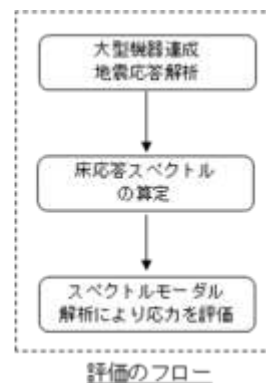 大型機器達成
地震応答解析
床応答スペクトル
の算定
スペクトルモーダル
解析により応力を評価
評価のフロー